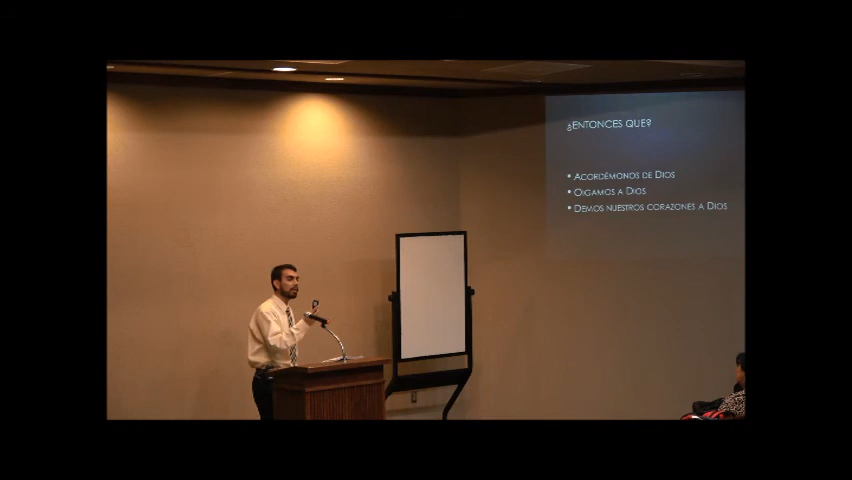 ¿ENTONCES QUE?
▪ ACORDÉMONOS DE DIOS
▪ OIGAMOS A DIOS
▪ DEMOS NUESTROS CORAZONES A DIOS